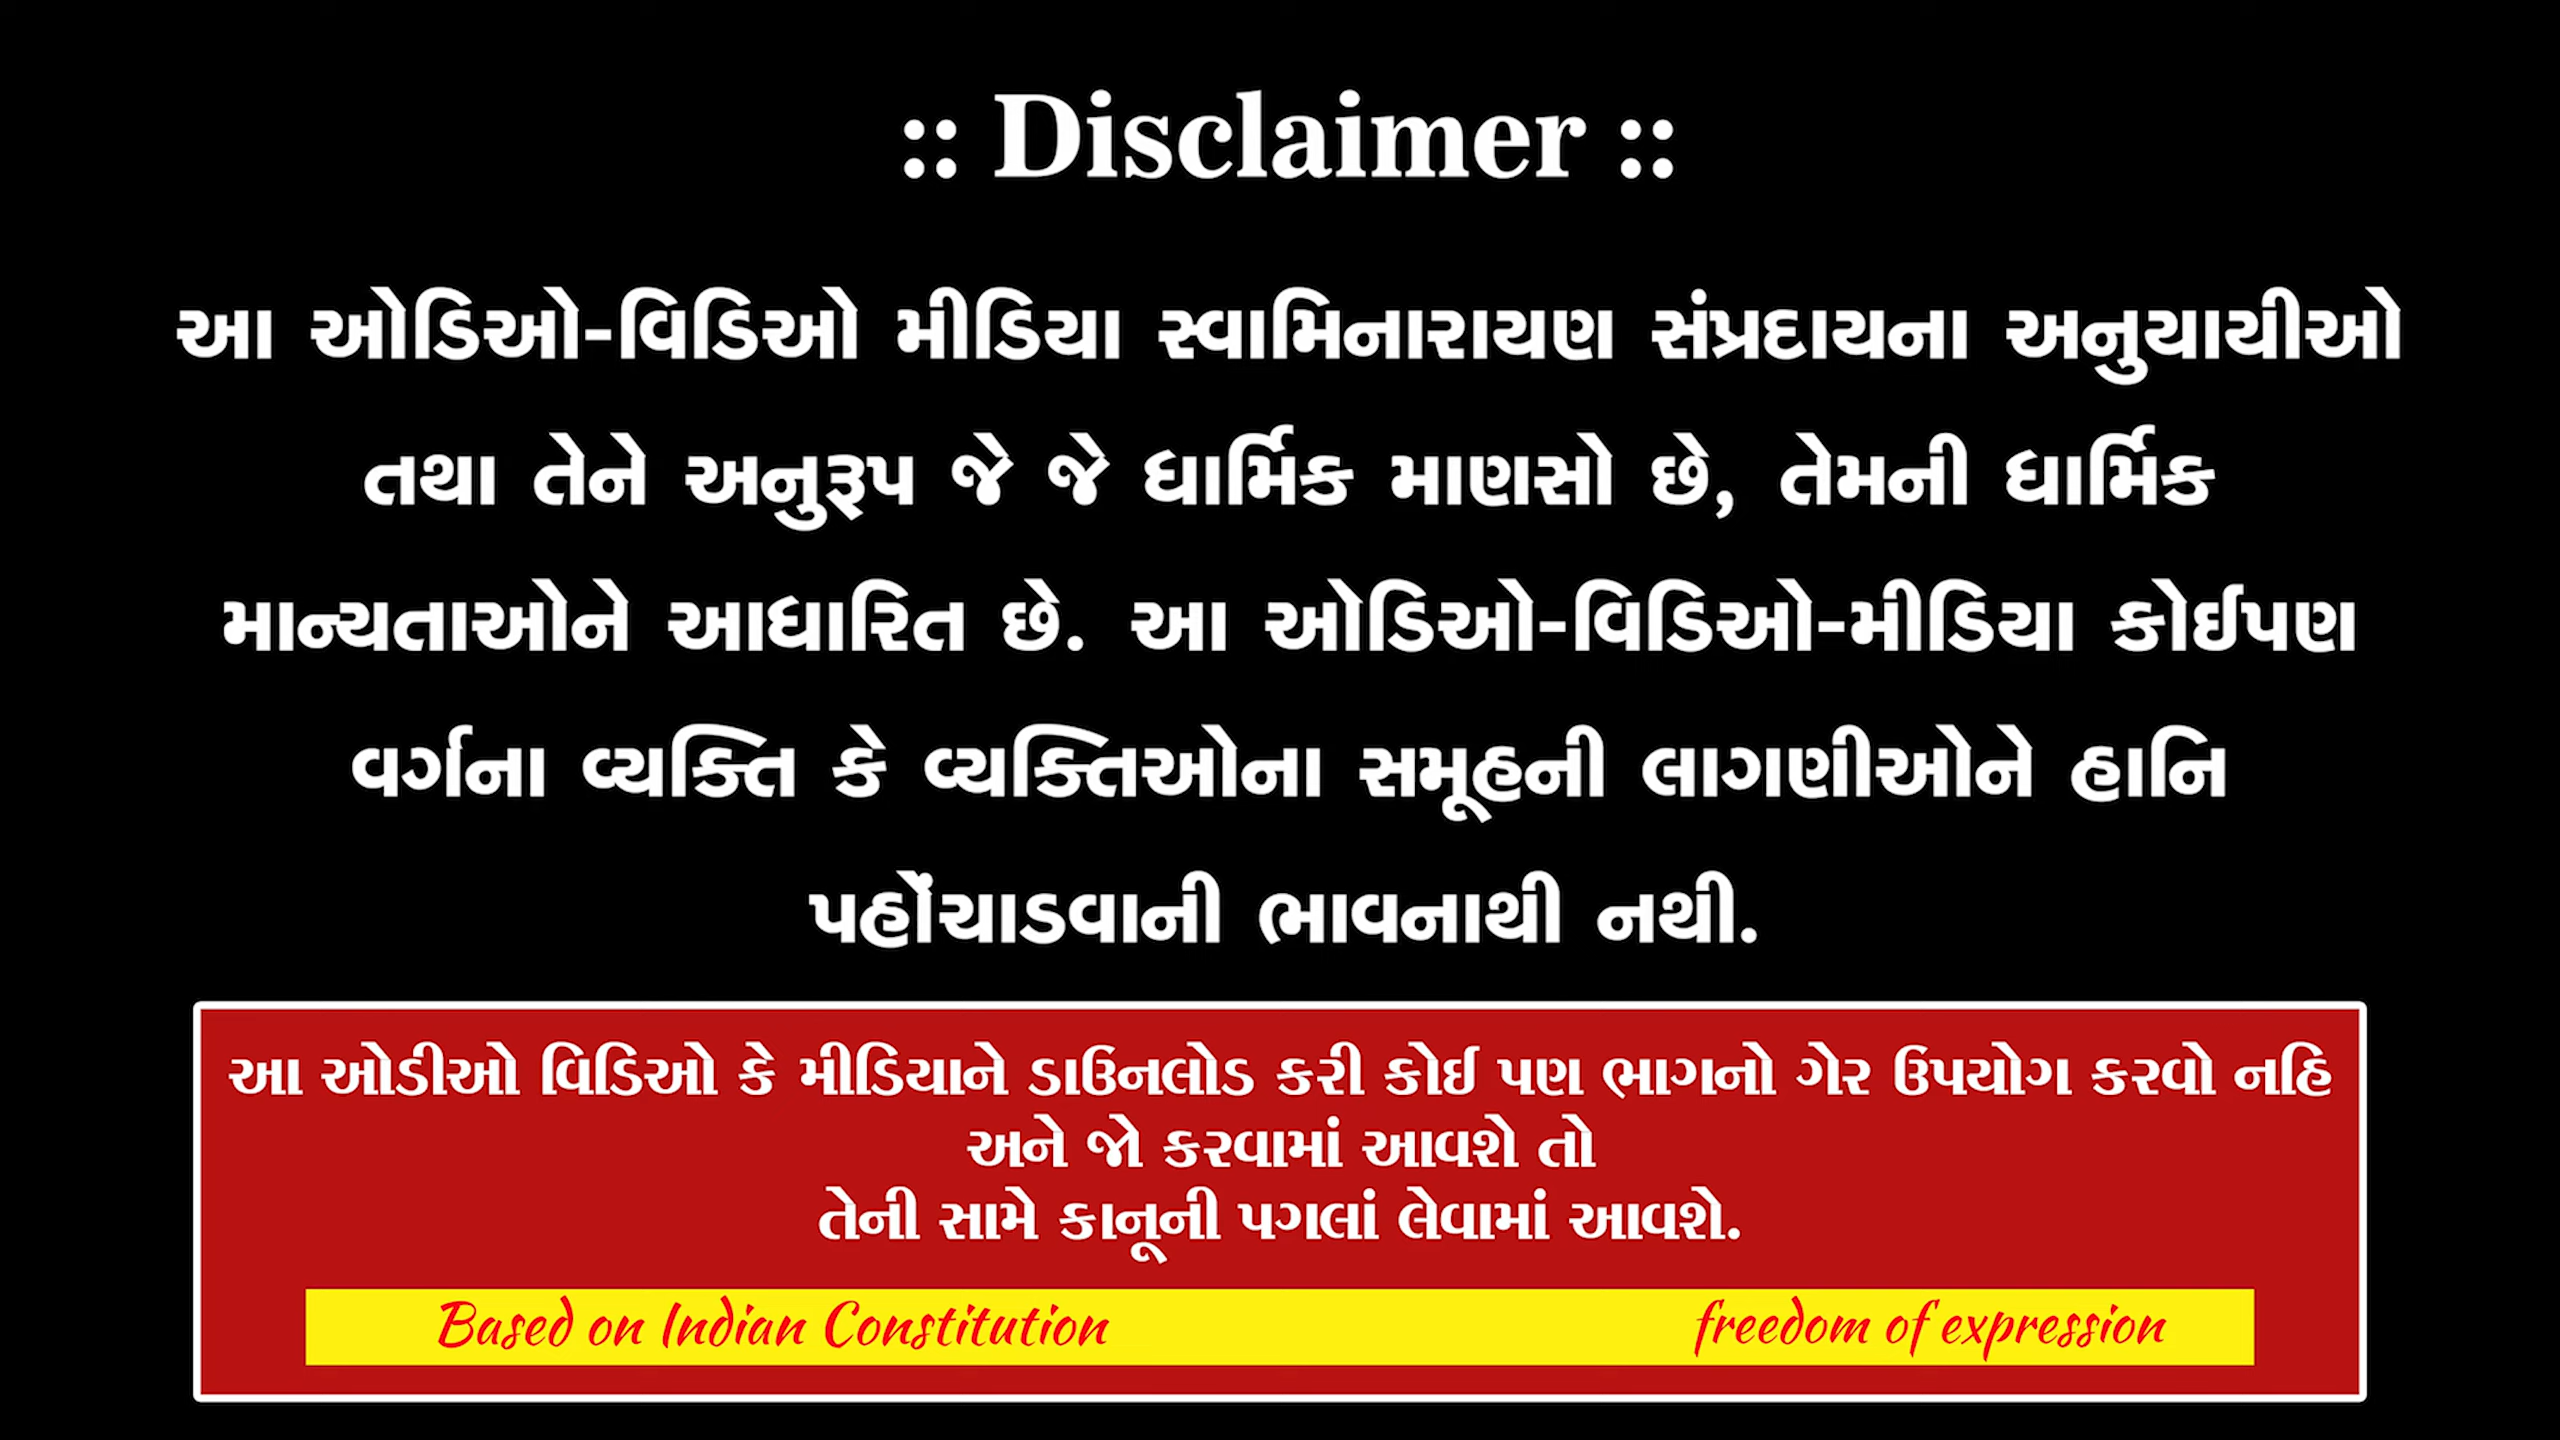 :: Disclaimer ::
આ ઓડિઓ-વિડિઓ મીડિયા સ્વામિનારાયણ સંપ્રદાયના અનુયાયીઓ
તથા તેને અનુરૂપ જે જે ધાર્મિક માણસો છે, તેમની ધાર્મિક
માન્યતાઓને આધારિત છે. આ ઓડિઓ-વિડિઓ-મીડિયા કોઈપણ
વર્ગના વ્યક્તિ કે વ્યક્તિઓના સમૂહની લાગણીઓને હાનિ
પહોંચાડવાની ભાવનાથી નથી.
આ ઓડીઓ વિડિઓ કે મીડિયાને ડાઉનલોડ કરી કોઈ પણ ભાગનો ગેર ઉપયોગ કરવો નહિ
અને જો કરવામાં આવશે તો
તેની સામે કાનૂની પગલાં લેવામાં આવશે.
Based on Indian Constitution freedom of expression